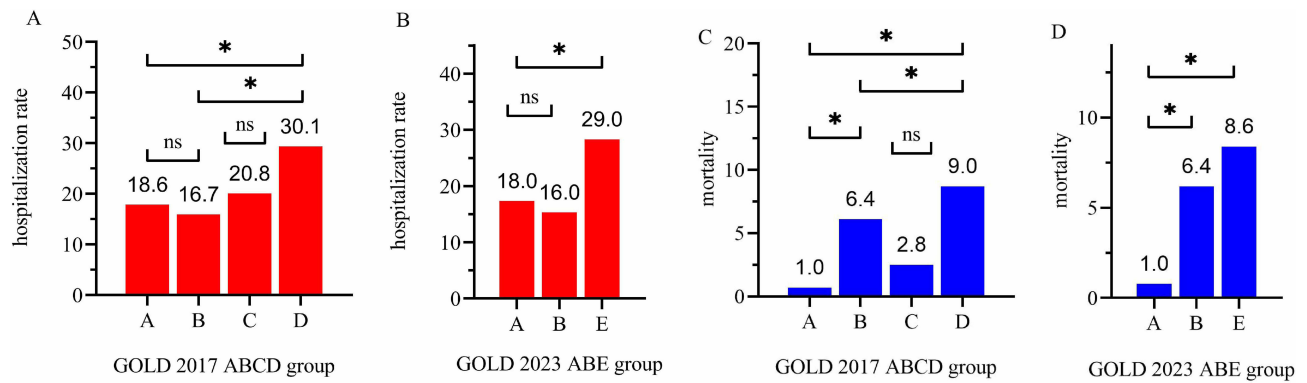 A
hospitalization rate
50
40
30
20
10
0
*
*
ns
ns
18.6
16.7
20.8
30.1
A B C D
GOLD 2017 ABCD group
B
hospitalization rate
40
30
20
10
0
*
ns
18.0
16.0
29.0
A B E
GOLD 2023 ABE group
C
mortality
20
15
10
5
0
*
*
*
ns
1.0
6.4
2.8
9.0
A B C D
GOLD 2017 ABCD group
D
mortality
10
5
0
*
*
1.0
6.4
8.6
A B E
GOLD 2023 ABE group